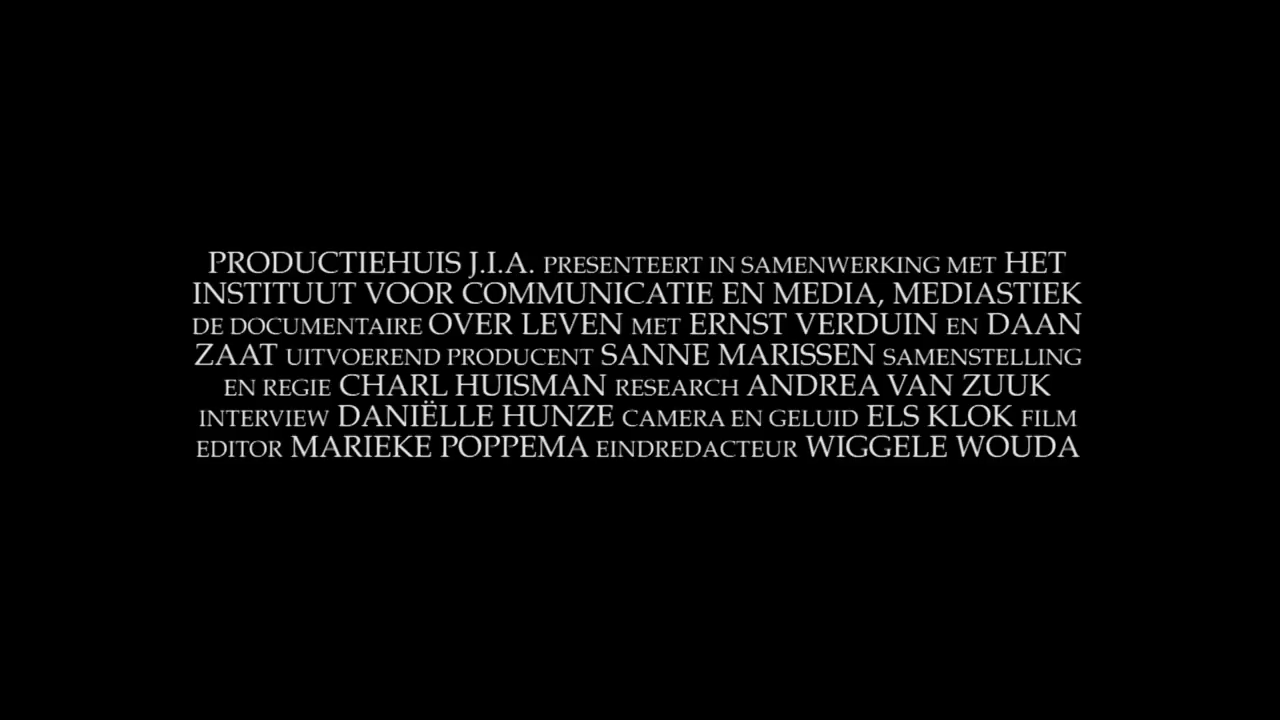 PRODUCTIEHUIS J.I.A. PRESENTEERT IN SAMENWERKING MET HET
INSTITUUT VOOR COMMUNICATIE EN MEDIA, MEDIASTIEK
DE DOCUMENTAIRE OVER LEVEN MET ERNST VERDUIN EN DAAN
ZAAT UITVOEREND PRODUCENT SANNE MARISSEN SAMENSTELLING
EN REGIE CHARL HUISMAN RESEARCH ANDREA VAN ZUUK
INTERVIEW DANIËLLE HUNZE CAMERA EN GELUID ELS KLOK FILM
EDITOR MARIEKE POPPEMA EINDREDACTEUR WIGGELE WOUDA